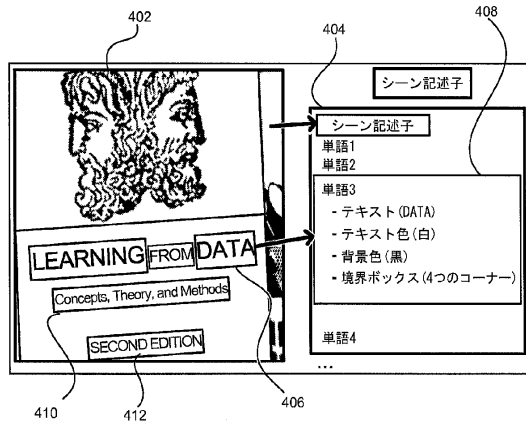 402
404
408
シーン記述子
シーン記述子
単語1
単語2
単語3
- テキスト(DATA)
- テキスト色(白)
- 背景色(黒)
- 境界ボックス(4つのコーナー)
単語4
...
LEARNING FROM DATA
Concepts, Theory, and Methods
SECOND EDITION
410
412
406